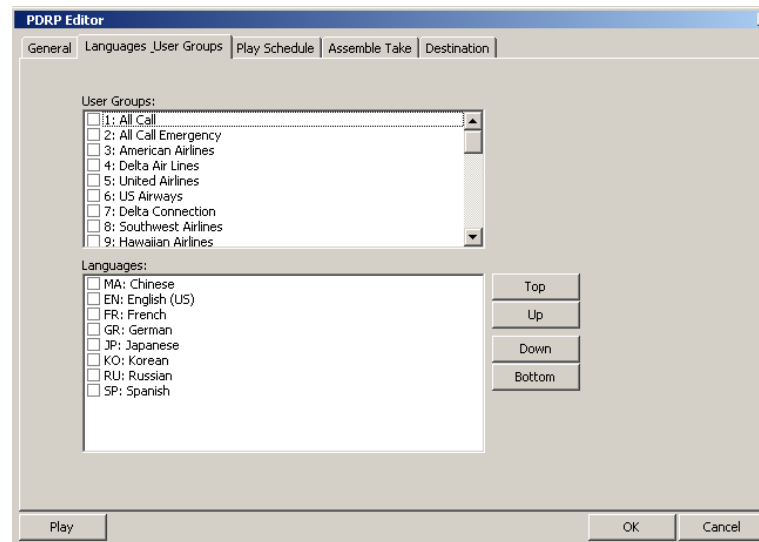 PDRP Editor
General Languages_User Groups Play Schedule Assemble Take Destination
User Groups:
1: All Call
2: All Call Emergency
3: American Airlines
4: Delta Air Lines
5: United Airlines
6: US Airways
7: Delta Connection
8: Southwest Airlines
9: Hawaiian Airlines
Languages:
MA: Chinese
EN: English (US)
FR: French
GR: German
JP: Japanese
KO: Korean
RU: Russian
SP: Spanish
Top
Up
Down
Bottom
Play OK Cancel